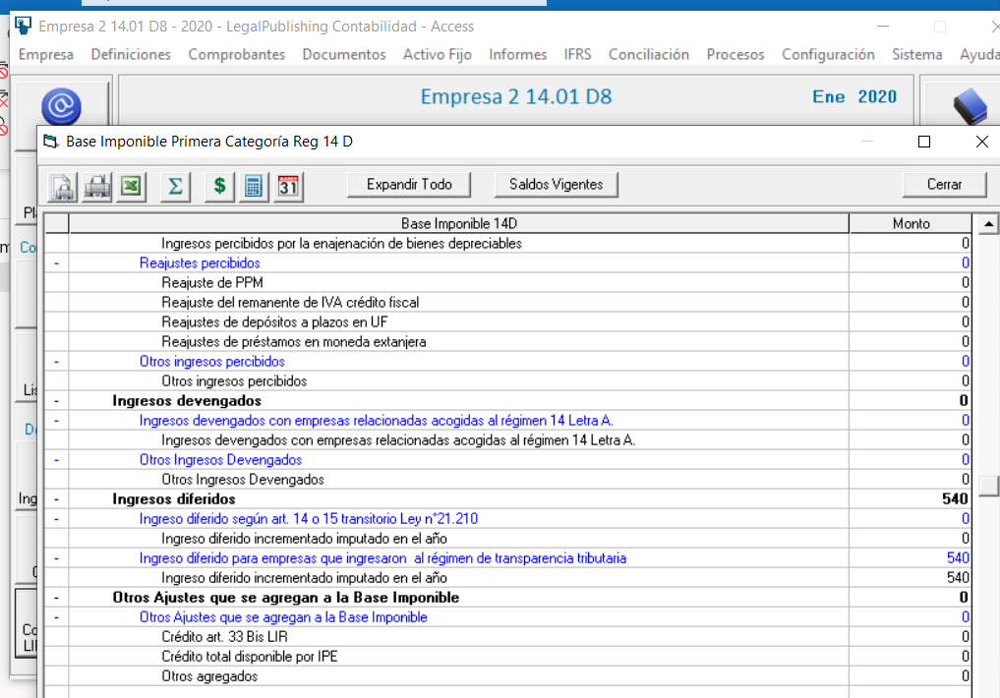 Empresa 2 14.01 D8 - 2020 - LegalPublishing Contabilidad - Access
Empresa Definiciones Comprobantes Documentos Activo Fijo Informes IFRS Conciliación Procesos Configuración Sistema Ayuda
Empresa 2 14.01 D8
Ene 2020
Base Imponible Primera Categoría Reg 14 D
Expandir Todo Saldos Vigentes Cerrar
Base Imponible 14D Monto
Ingresos percibidos por la enajenación de bienes depreciables 0
- Reajustes percibidos 0
Reajuste de PPM 0
Reajuste del remanente de IVA crédito fiscal 0
Reajustes de depósitos a plazos en UF 0
Reajustes de préstamos en moneda extanjera 0
- Otros ingresos percibidos 0
Otros ingresos percibidos 0
- Ingresos devengados 0
- Ingresos devengados con empresas relacionadas acogidas al régimen 14 Letra A. 0
Ingresos devengados con empresas relacionadas acogidas al régimen 14 Letra A. 0
- Otros Ingresos Devengados 0
Otros Ingresos Devengados 0
- Ingresos diferidos 540
- Ingreso diferido según art. 14 o 15 transitorio Ley n°21.210 0
Ingreso diferido incrementado imputado en el año 0
- Ingreso diferido para empresas que ingresaron al régimen de transparencia tributaria 540
Ingreso diferido incrementado imputado en el año 540
- Otros Ajustes que se agregan a la Base Imponible 0
- Otros Ajustes que se agregan a la Base Imponible 0
Crédito art. 33 Bis LIR 0
Crédito total disponible por IPE 0
Otros agregados 0